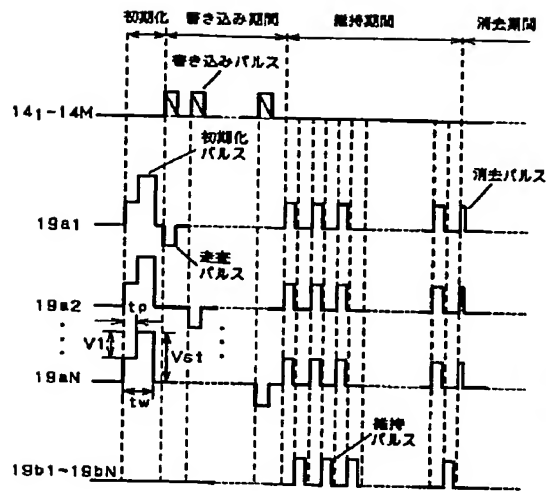 初期化
書き込み期間
維持期間
消去期間
書き込みパルス
14₁-14M
初期化
パルス
消去パルス
19a1
走査
パルス
19a2
tp
V1
Vst
19aN
tw
維持
パルス
19b1~19bN